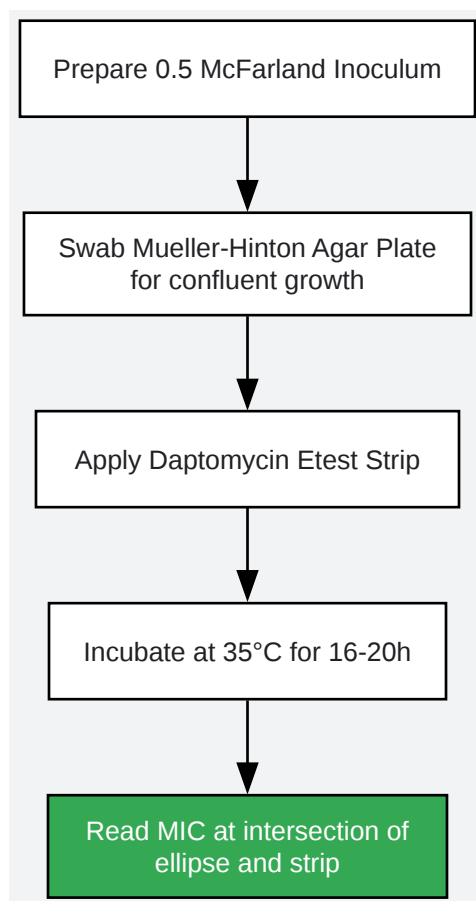 Prepare 0.5 McFarland Inoculum
Swab Mueller-Hinton Agar Plate
for confluent growth
Apply Daptomycin Etest Strip
Incubate at 35°C for 16-20h
Read MIC at intersection of
ellipse and strip